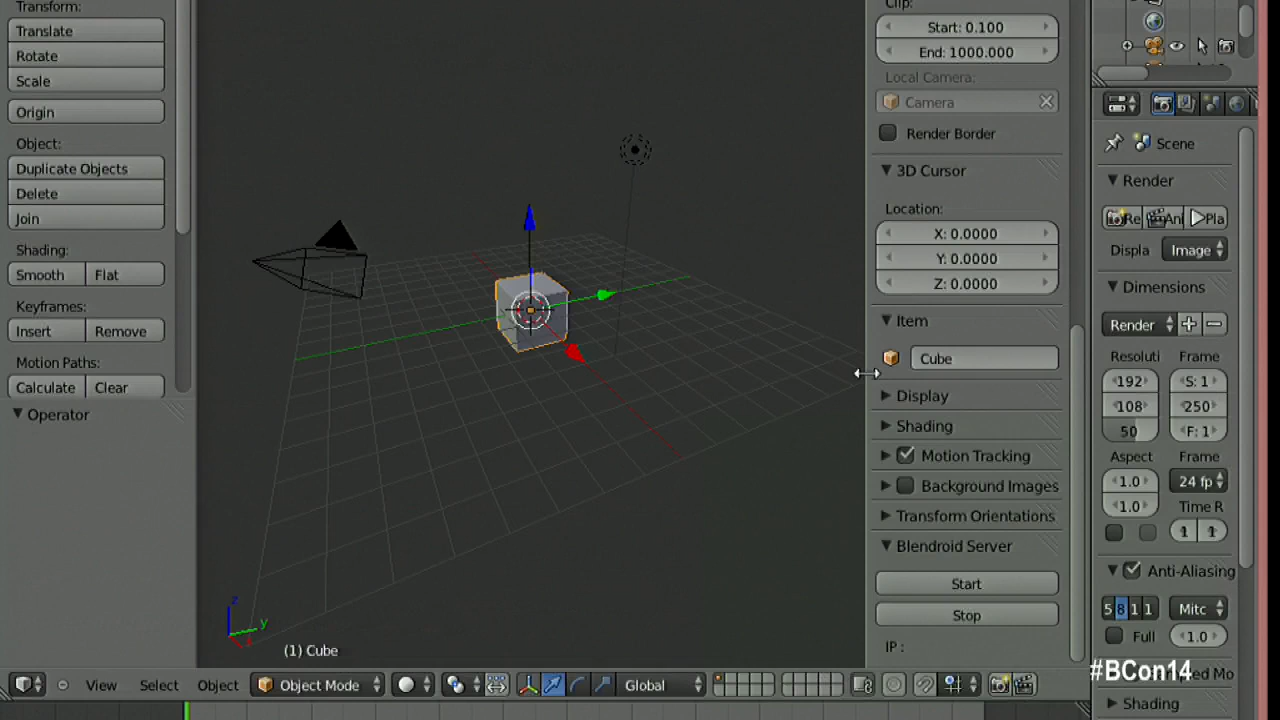 Transform:
Translate
Rotate
Scale
Origin
Object:
Duplicate Objects
Delete
Join
Shading:
Smooth Flat
Keyframes:
Insert Remove
Motion Paths:
Calculate Clear
Operator
z
y
(1) Cube
View Select Object Object Mode Global
Clip:
Start: 0.100
End: 1000.000
Local Camera:
Camera
Render Border
3D Cursor
Location:
X: 0.0000
Y: 0.0000
Z: 0.0000
Item
Cube
Display
Shading
Motion Tracking
Background Images
Transform Orientations
Blendroid Server
Start
Stop
IP :
Scene
Render
Re Ani Pla
Displa Image
Dimensions
Render
Resoluti Frame
192 S: 1
108 250
50 F: 1
Aspect Frame
1.0 24 fp
1.0 Time R
1 1
Anti-Aliasing
5 8 1 1 Mitc
Full 1.0
#BCon14
Mo
Shading